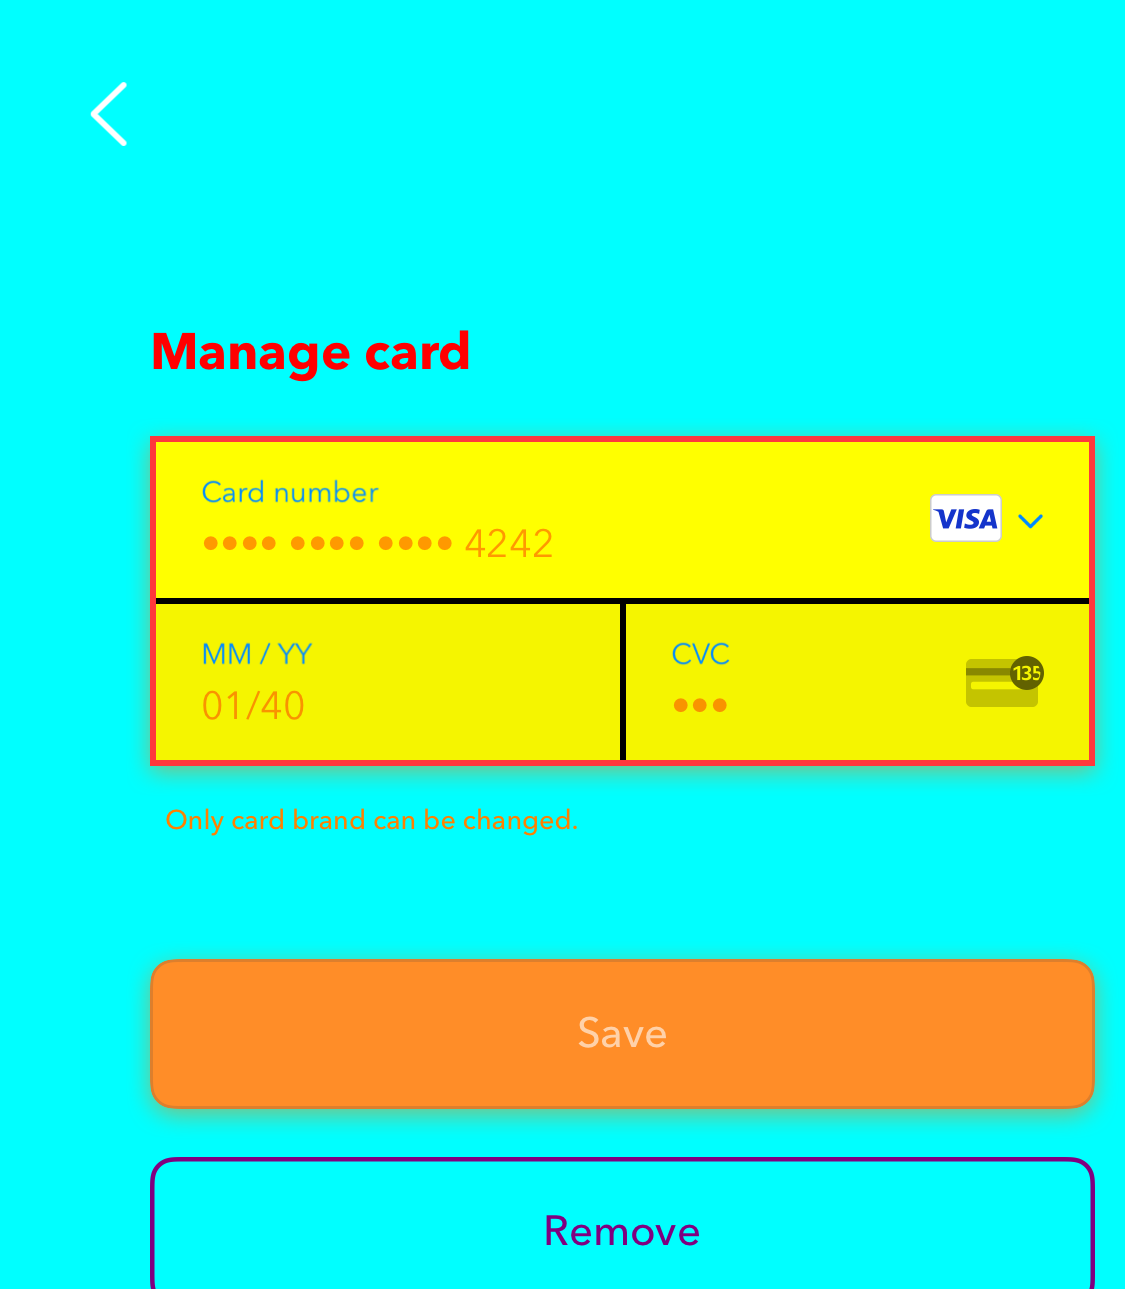 Manage card
Card number
•••• •••• •••• 4242
VISA
MM / YY
01/40
CVC
•••
135
Only card brand can be changed.
Save
Remove